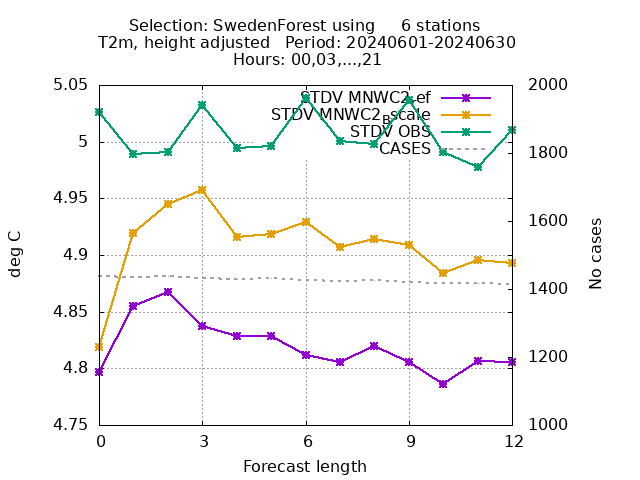 Selection: SwedenForest using     6 stations
T2m, height adjusted   Period: 20240601-20240630
Hours: 00,03,...,21
5.05
5
4.95
4.9
4.85
4.8
4.75
2000
1800
1600
1400
1200
1000
STDV MNWC2_ef
STDV MNWC2_Bscale
STDV OBS
CASES
deg C
No cases
0
3
6
9
12
Forecast length